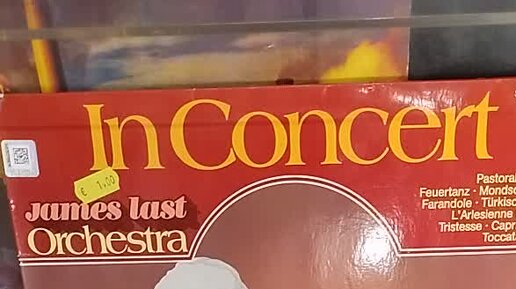 In Concert
€ 1,00
James Last
Orchestra
Pastoral
Feuertanz · Mondsc
Farandole · Türkisc
L'Arlesienne
Tristesse · Capr
Toccat